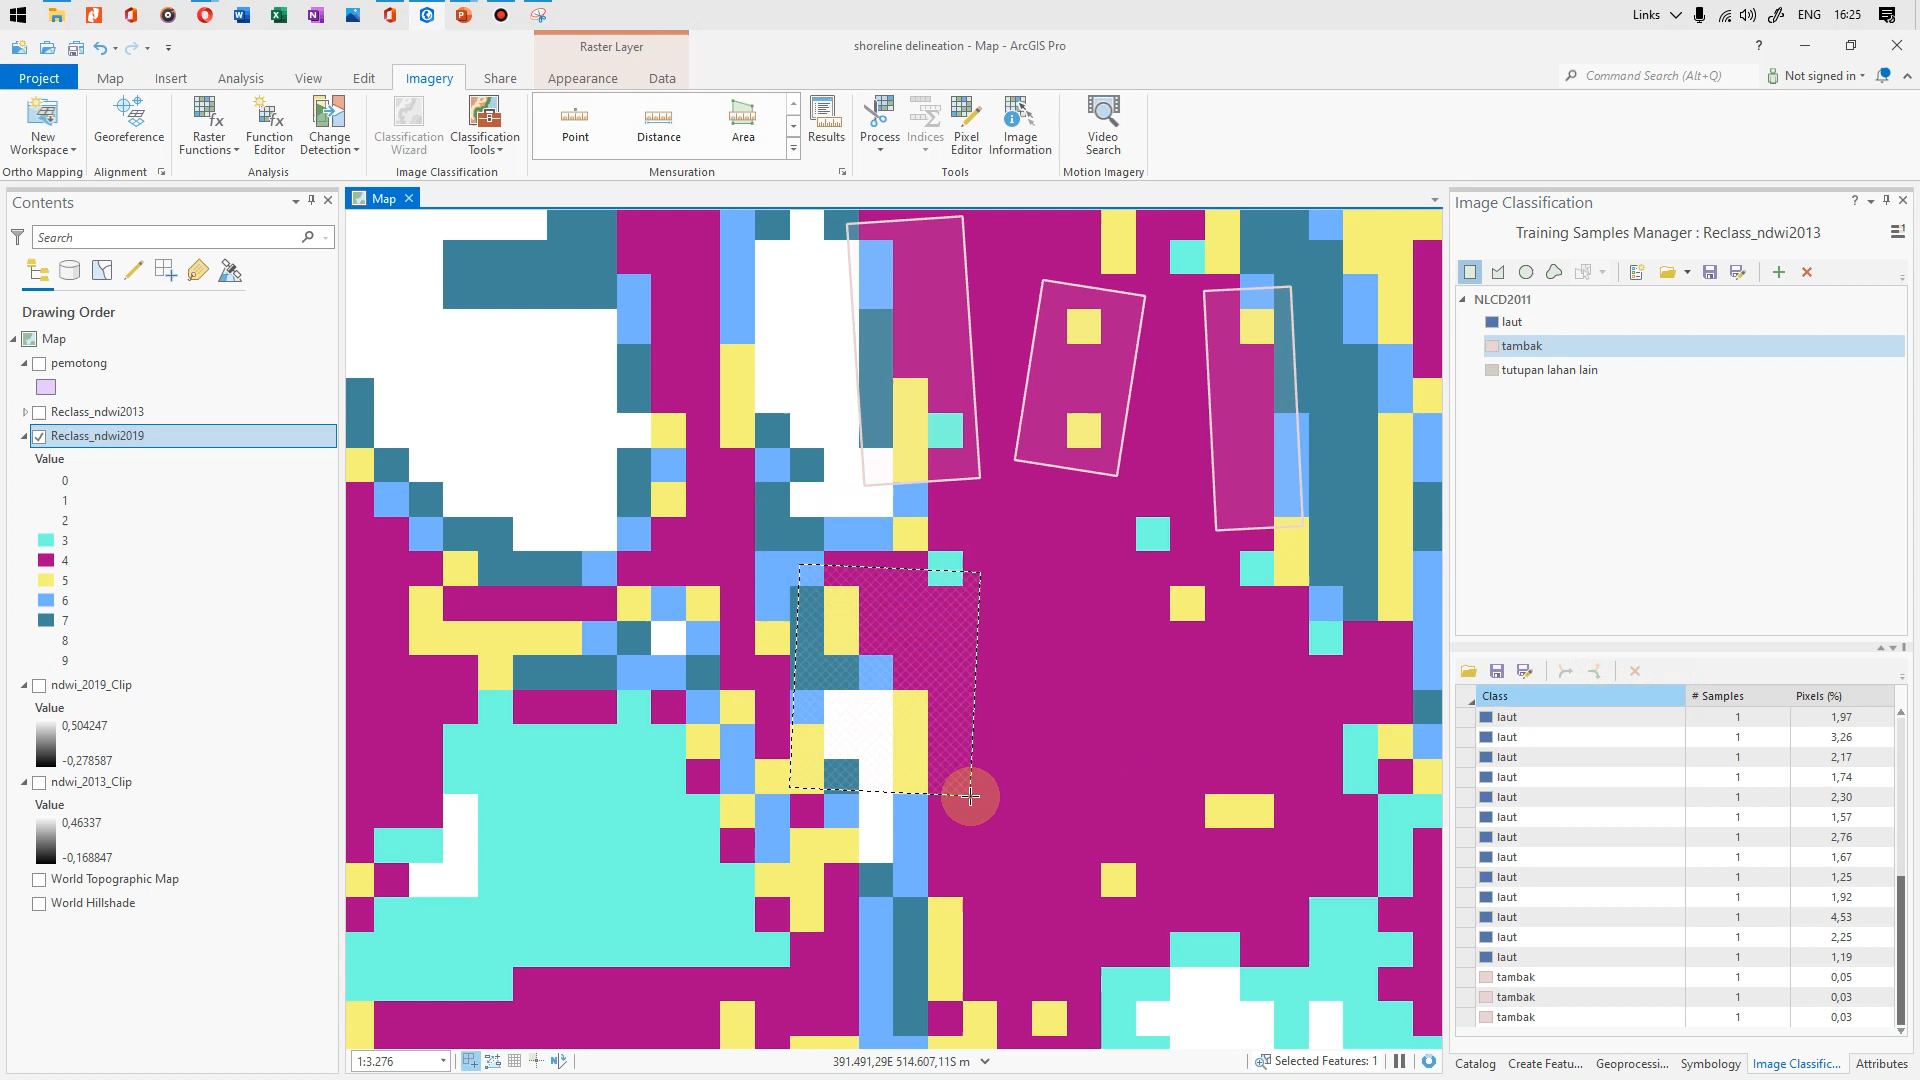 Links
ENG
16:25
Raster Layer
shoreline delineation - Map - ArcGIS Pro
Project
Map
Insert
Analysis
View
Edit
Imagery
Share
Appearance
Data
Command Search (Alt+Q)
Not signed in
New Workspace
Georeference
Raster Functions
Function Editor
Change Detection
Classification Wizard
Classification Tools
Point
Distance
Area
Results
Process
Indices
Pixel Editor
Image Information
Video Search
Ortho Mapping
Alignment
Analysis
Image Classification
Mensuration
Tools
Motion Imagery
Contents
Search
Drawing Order
Map
pemotong
Reclass_ndwi2013
Reclass_ndwi2019
Value
0
1
2
3
4
5
6
7
8
9
ndwi_2019_Clip
Value
0,504247
-0,278587
ndwi_2013_Clip
Value
0,46337
-0,168847
World Topographic Map
World Hillshade
Map
1:3.276
391.491,29E 514.607,11S m
Selected Features: 1
Image Classification
Training Samples Manager : Reclass_ndwi2013
NLCD2011
laut
tambak
tutupan lahan lain
Class # Samples Pixels (%)
laut 1 1,97
laut 1 3,26
laut 1 2,17
laut 1 1,74
laut 1 2,30
laut 1 1,57
laut 1 2,76
laut 1 1,67
laut 1 1,25
laut 1 1,92
laut 1 4,53
laut 1 2,25
laut 1 1,19
tambak 1 0,05
tambak 1 0,03
tambak 1 0,03
Catalog
Create Featu...
Geoprocessi...
Symbology
Image Classific...
Attributes